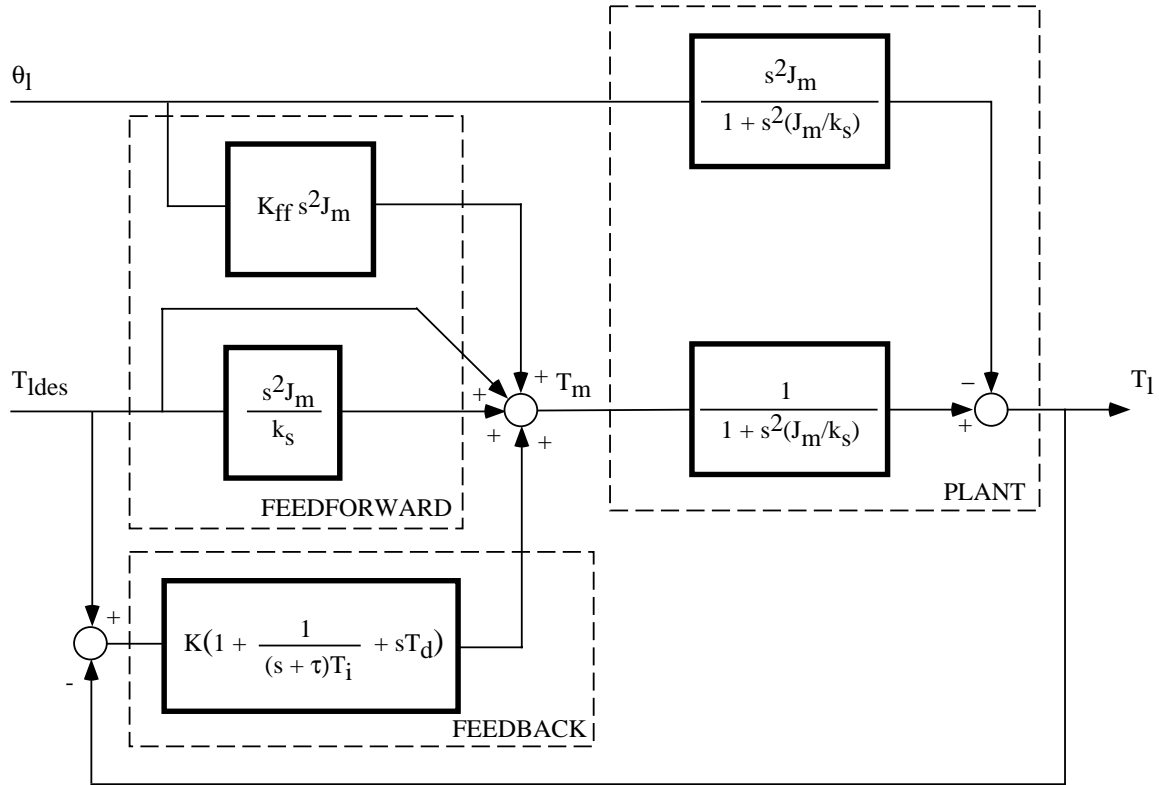 θl
s²Jm
1 + s²(Jm/ks)
Kff s²Jm
Tldes
s²Jm
ks
+
+
+
+
Tm
1
1 + s²(Jm/ks)
−
+
Tl
FEEDFORWARD
PLANT
+
-
K(1 + 1/((s + τ)Ti) + sTd)
FEEDBACK